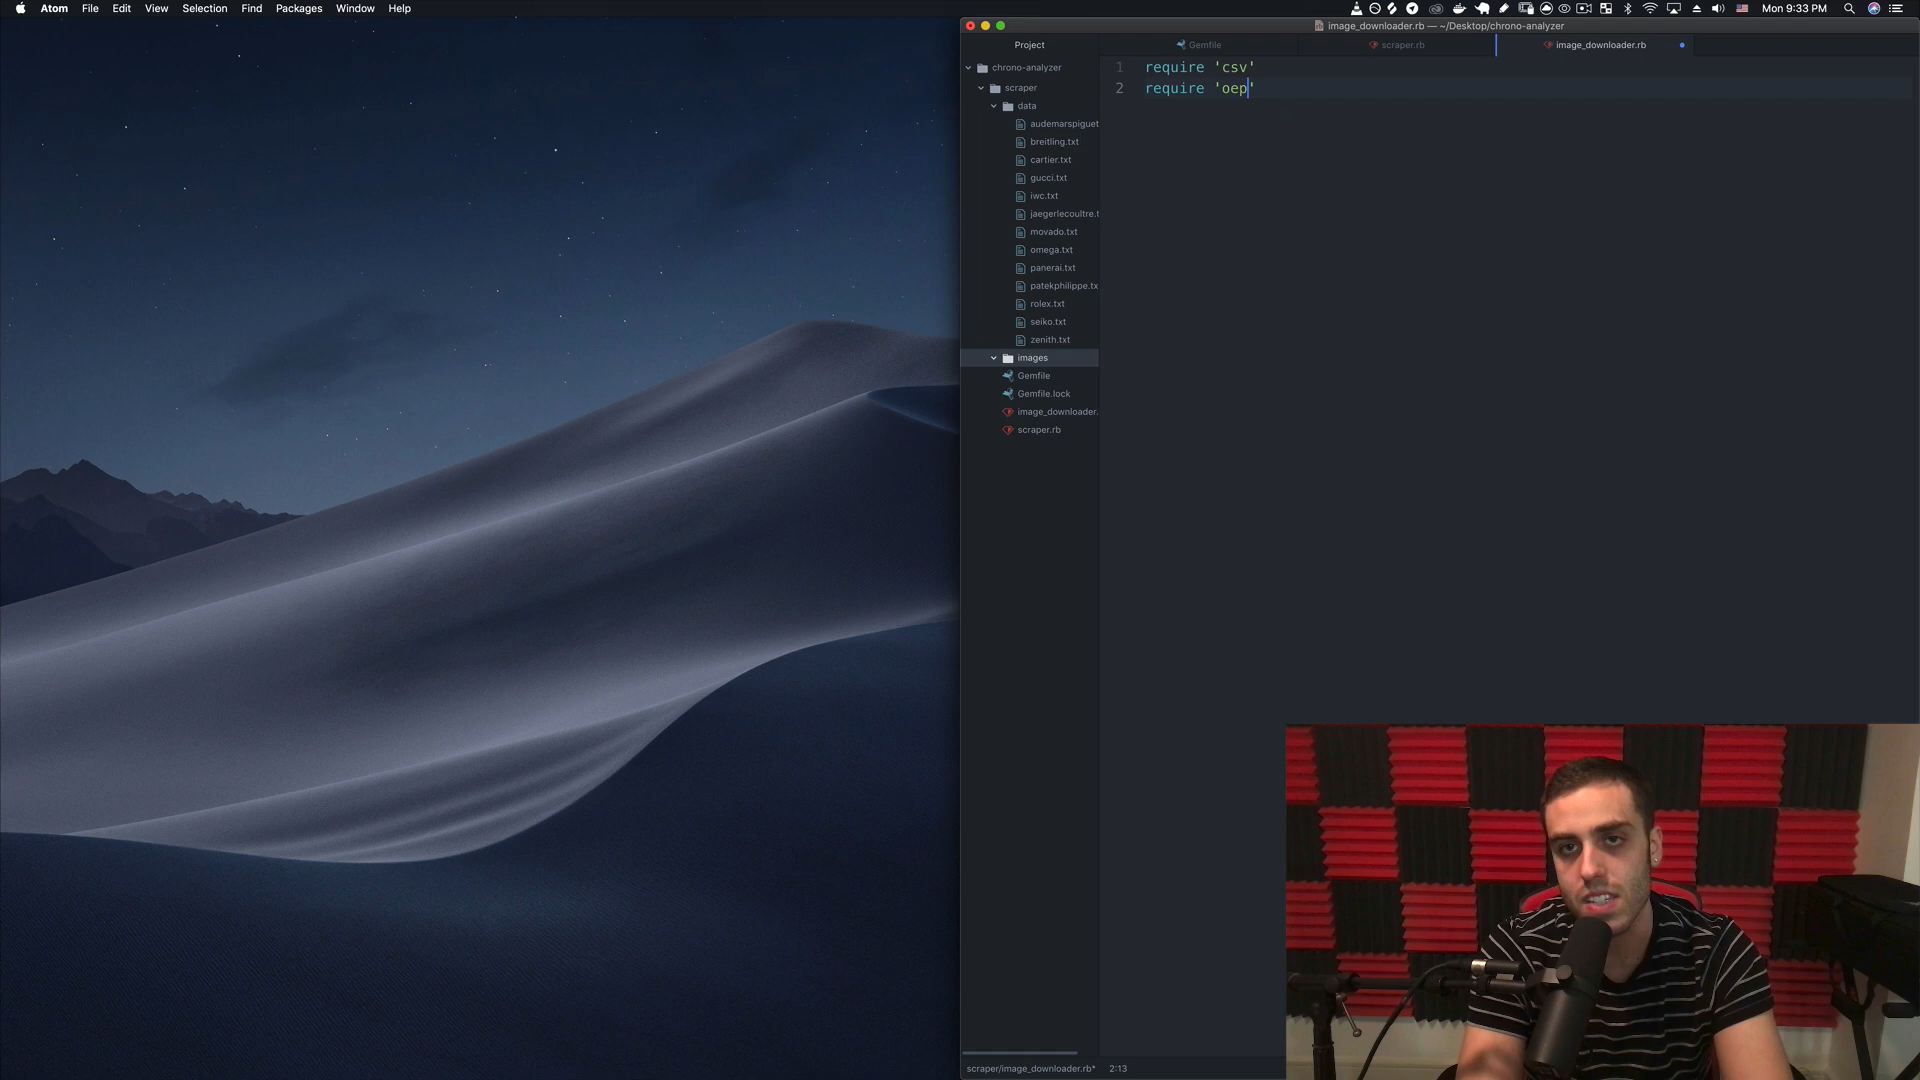 Atom File Edit View Selection Find Packages Window Help
Mon 9:33 PM
image_downloader.rb — ~/Desktop/chrono-analyzer
Project
Gemfile
scraper.rb
image_downloader.rb
chrono-analyzer
scraper
data
audemarspiguet
breitling.txt
cartier.txt
gucci.txt
iwc.txt
jaegerlecoultre.t
movado.txt
omega.txt
panerai.txt
patekphilippe.tx
rolex.txt
seiko.txt
zenith.txt
images
Gemfile
Gemfile.lock
image_downloader.
scraper.rb
1 require 'csv'
2 require 'oep'
scraper/image_downloader.rb* 2:13